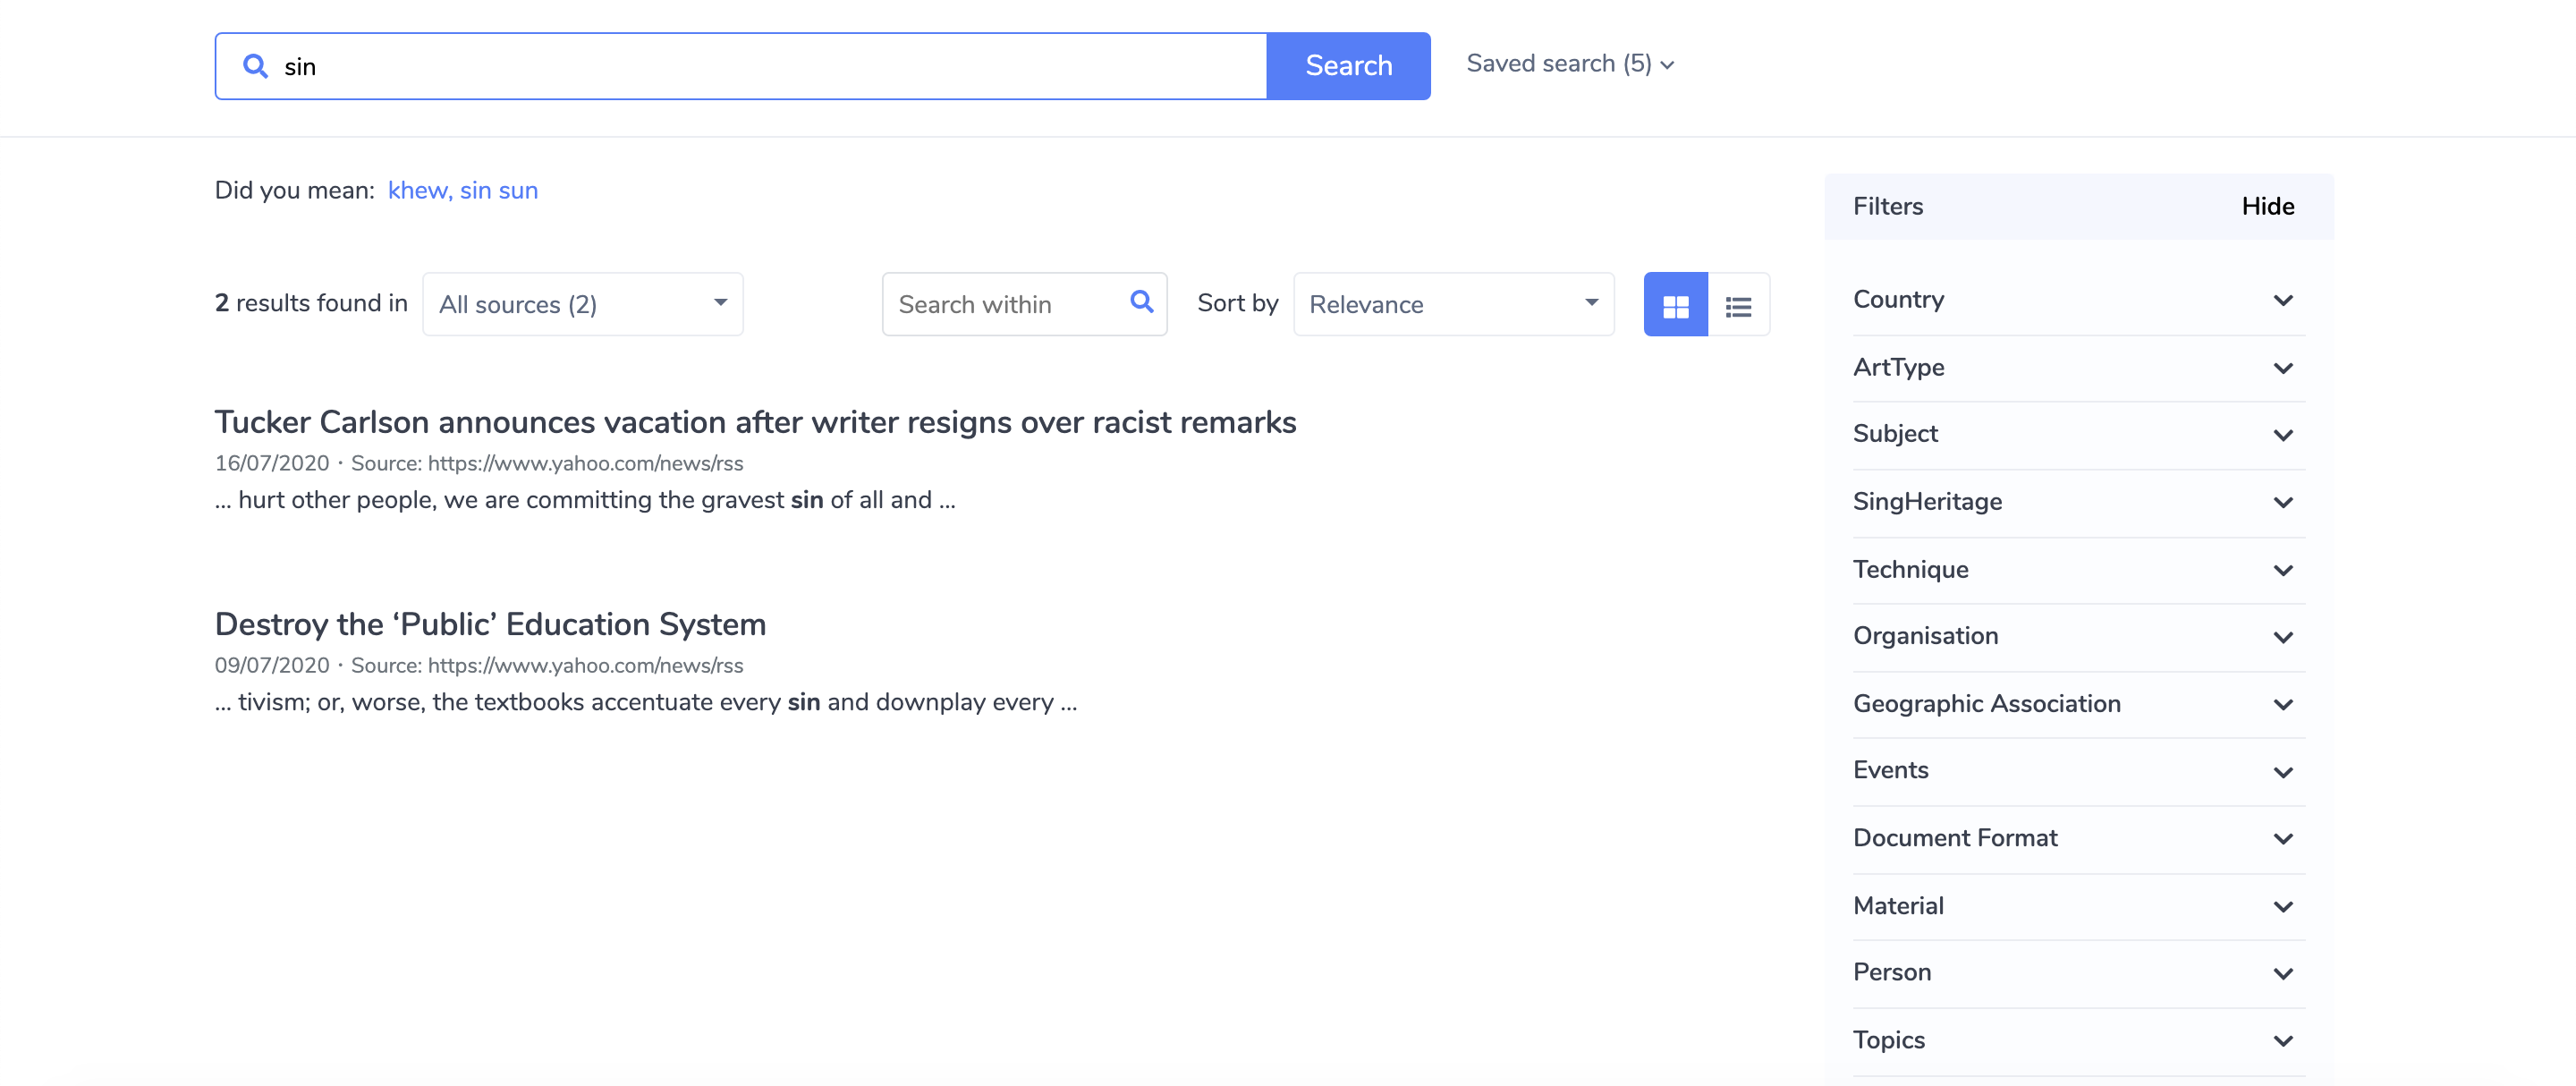 sin
Search
Saved search (5)
Did you mean: khew, sin sun
2 results found in
All sources (2)
Search within
Sort by
Relevance
Tucker Carlson announces vacation after writer resigns over racist remarks
16/07/2020 · Source: https://www.yahoo.com/news/rss
... hurt other people, we are committing the gravest sin of all and ...
Destroy the ‘Public’ Education System
09/07/2020 · Source: https://www.yahoo.com/news/rss
... tivism; or, worse, the textbooks accentuate every sin and downplay every ...
Filters
Hide
Country
ArtType
Subject
SingHeritage
Technique
Organisation
Geographic Association
Events
Document Format
Material
Person
Topics